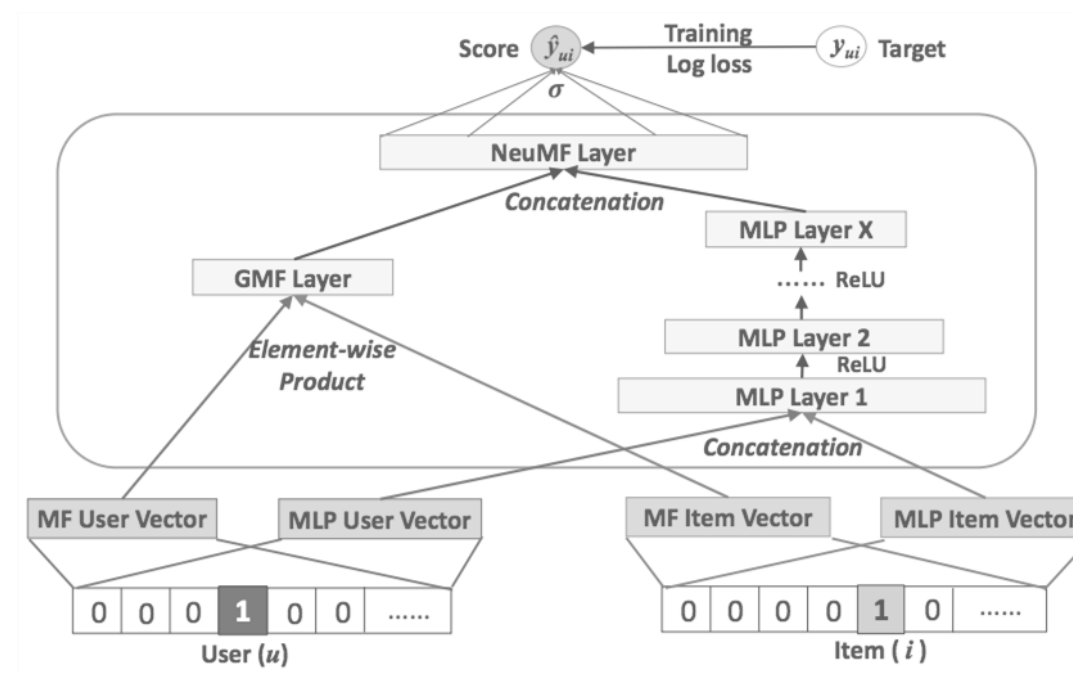 Score ŷui Training yui Target
Log loss
σ
NeuMF Layer
Concatenation
MLP Layer X
GMF Layer
...... ReLU
Element-wise
Product
MLP Layer 2
ReLU
MLP Layer 1
Concatenation
MF User Vector MLP User Vector MF Item Vector MLP Item Vector
0 0 0 1 0 0 ...... 0 0 0 0 1 0 ......
User (u) Item ( i )